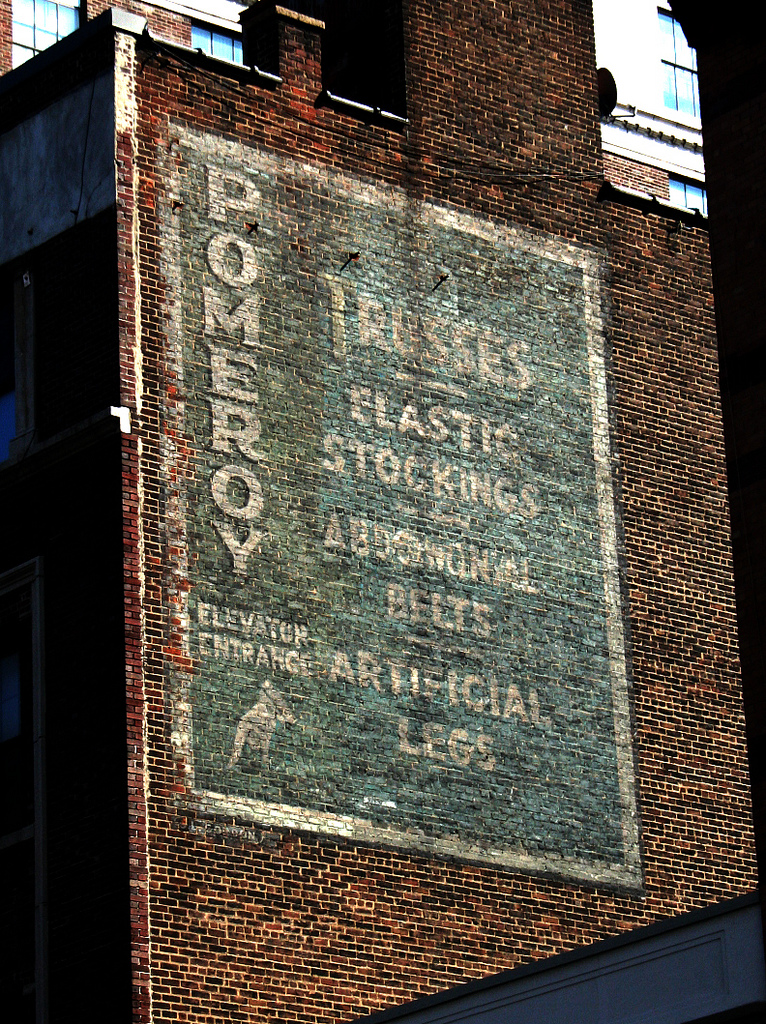 POMEROY
TRUSSES
ELASTIC
STOCKINGS
ABDOMINAL
BELTS
ARTIFICIAL
LEGS
ELEVATOR
ENTRANCE